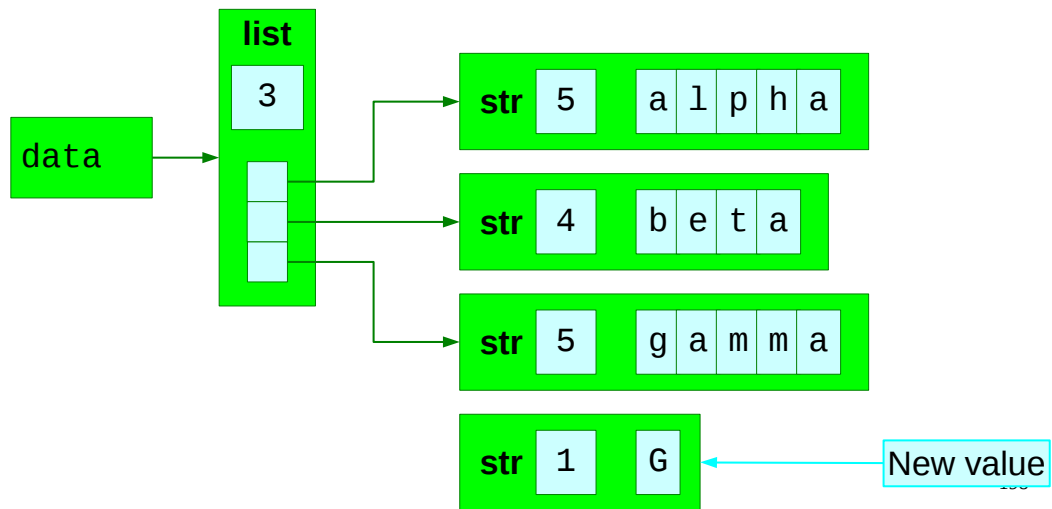 list
3
data
str 5 a l p h a
str 4 b e t a
str 5 g a m m a
str 1 G
New value